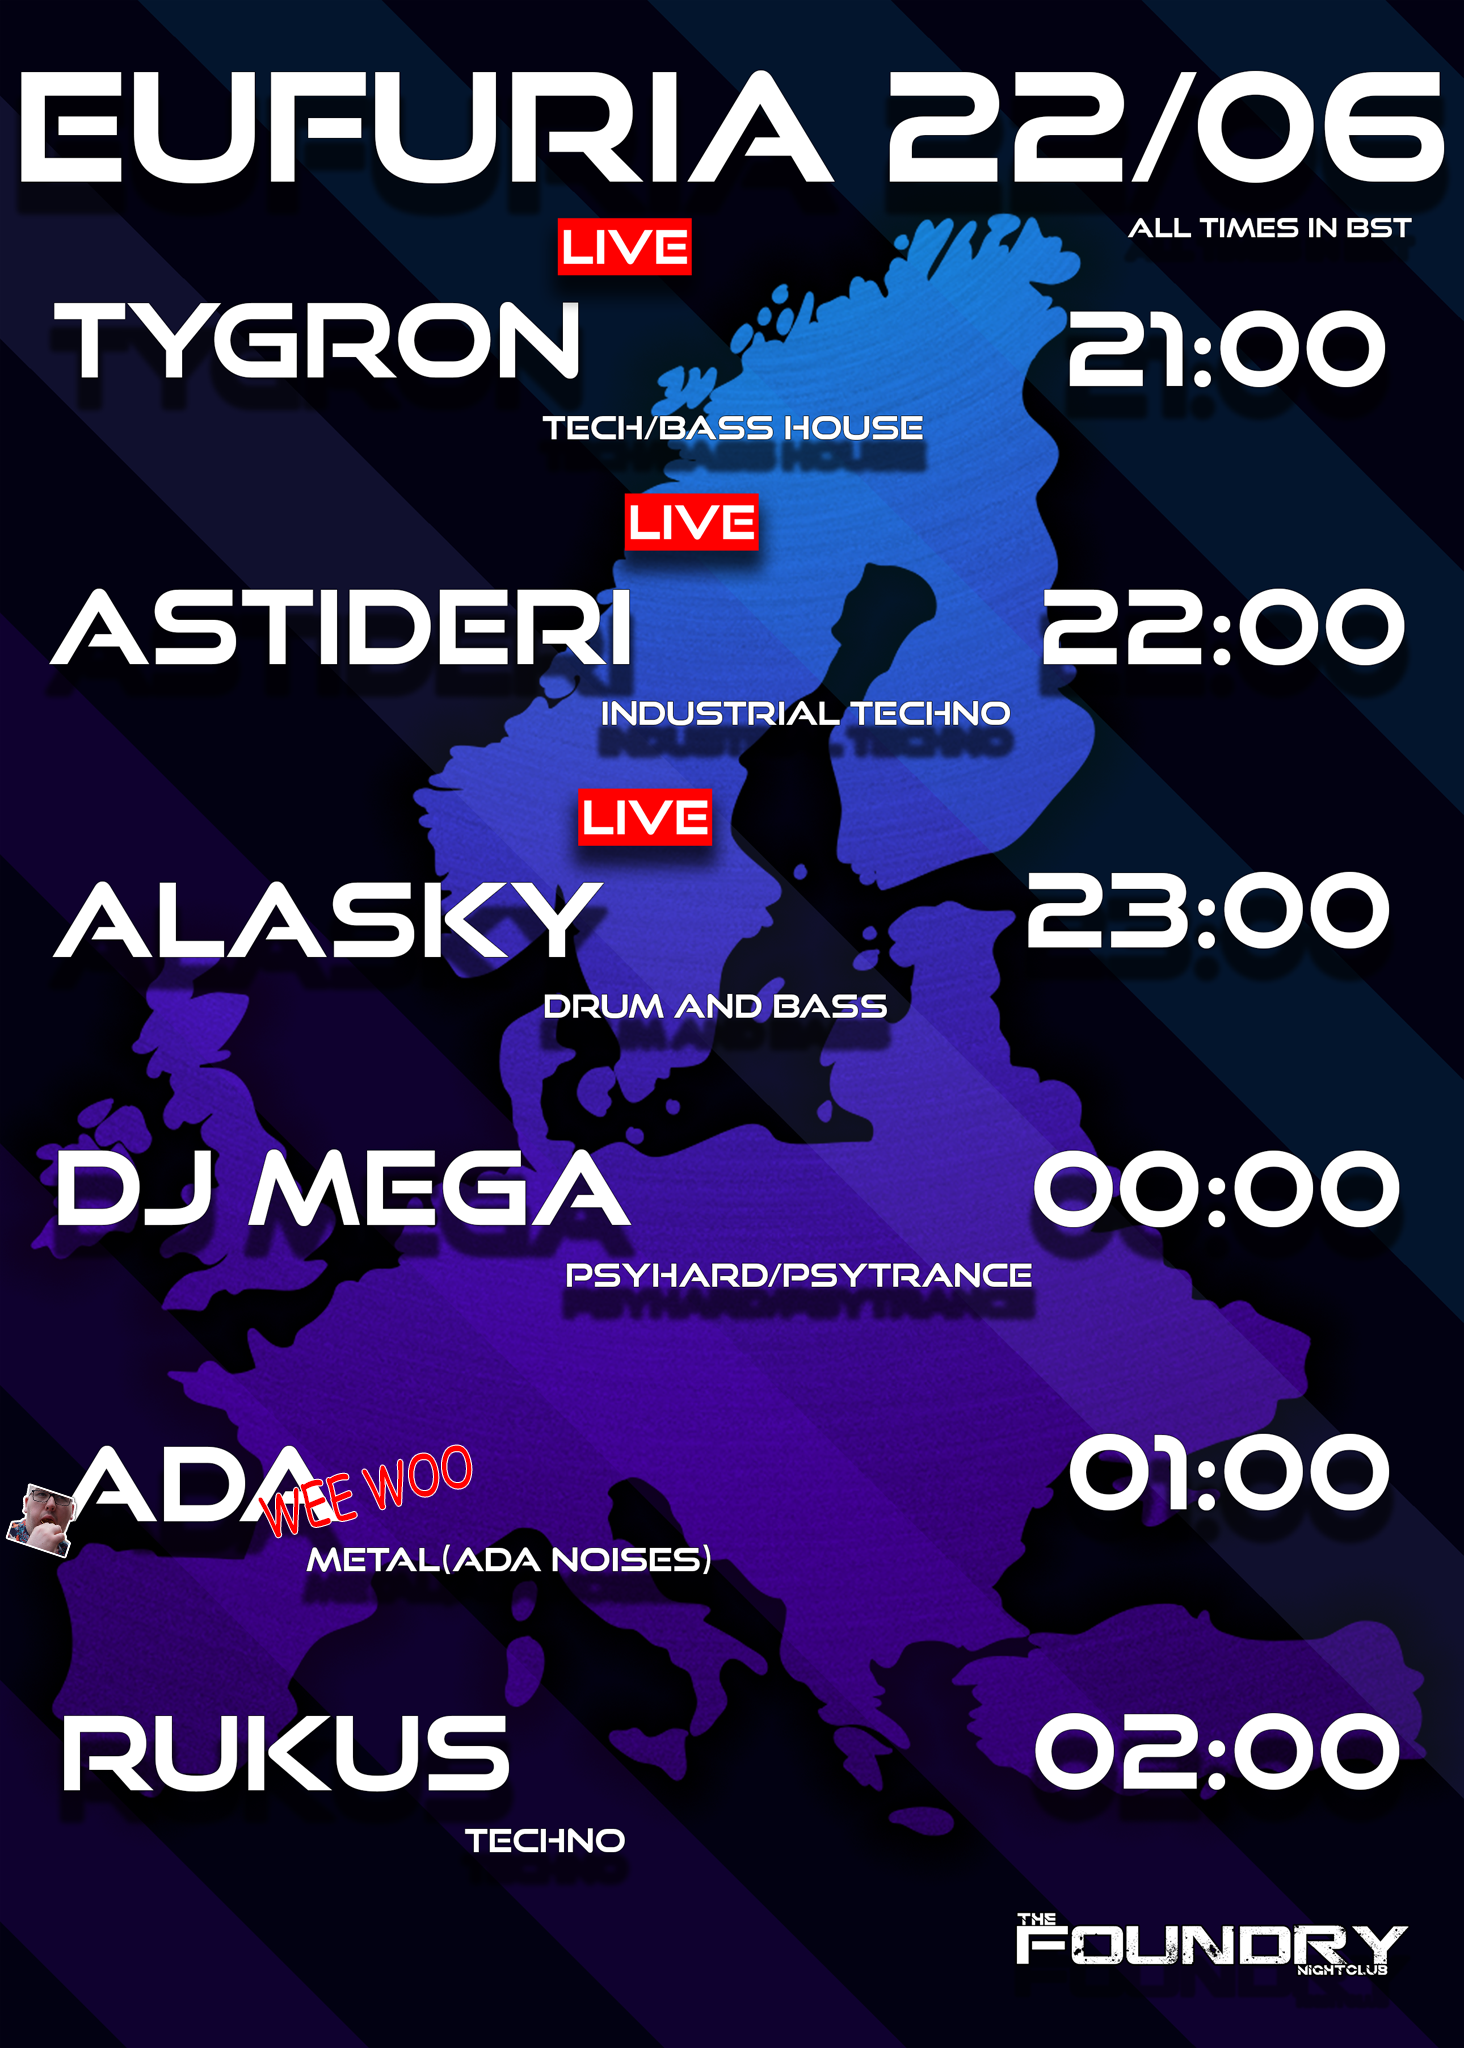 EUFURIA 22/06
ALL TIMES IN BST
LIVE
TYGRON 21:00
TECH/BASS HOUSE
LIVE
ASTIDERI 22:00
INDUSTRIAL TECHNO
LIVE
ALASKY 23:00
DRUM AND BASS
DJ MEGA 00:00
PSYHARD/PSYTRANCE
ADA 01:00
WEE WOO
METAL(ADA NOISES)
RUKUS 02:00
TECHNO
THE
FOUNDRY
NIGHTCLUB